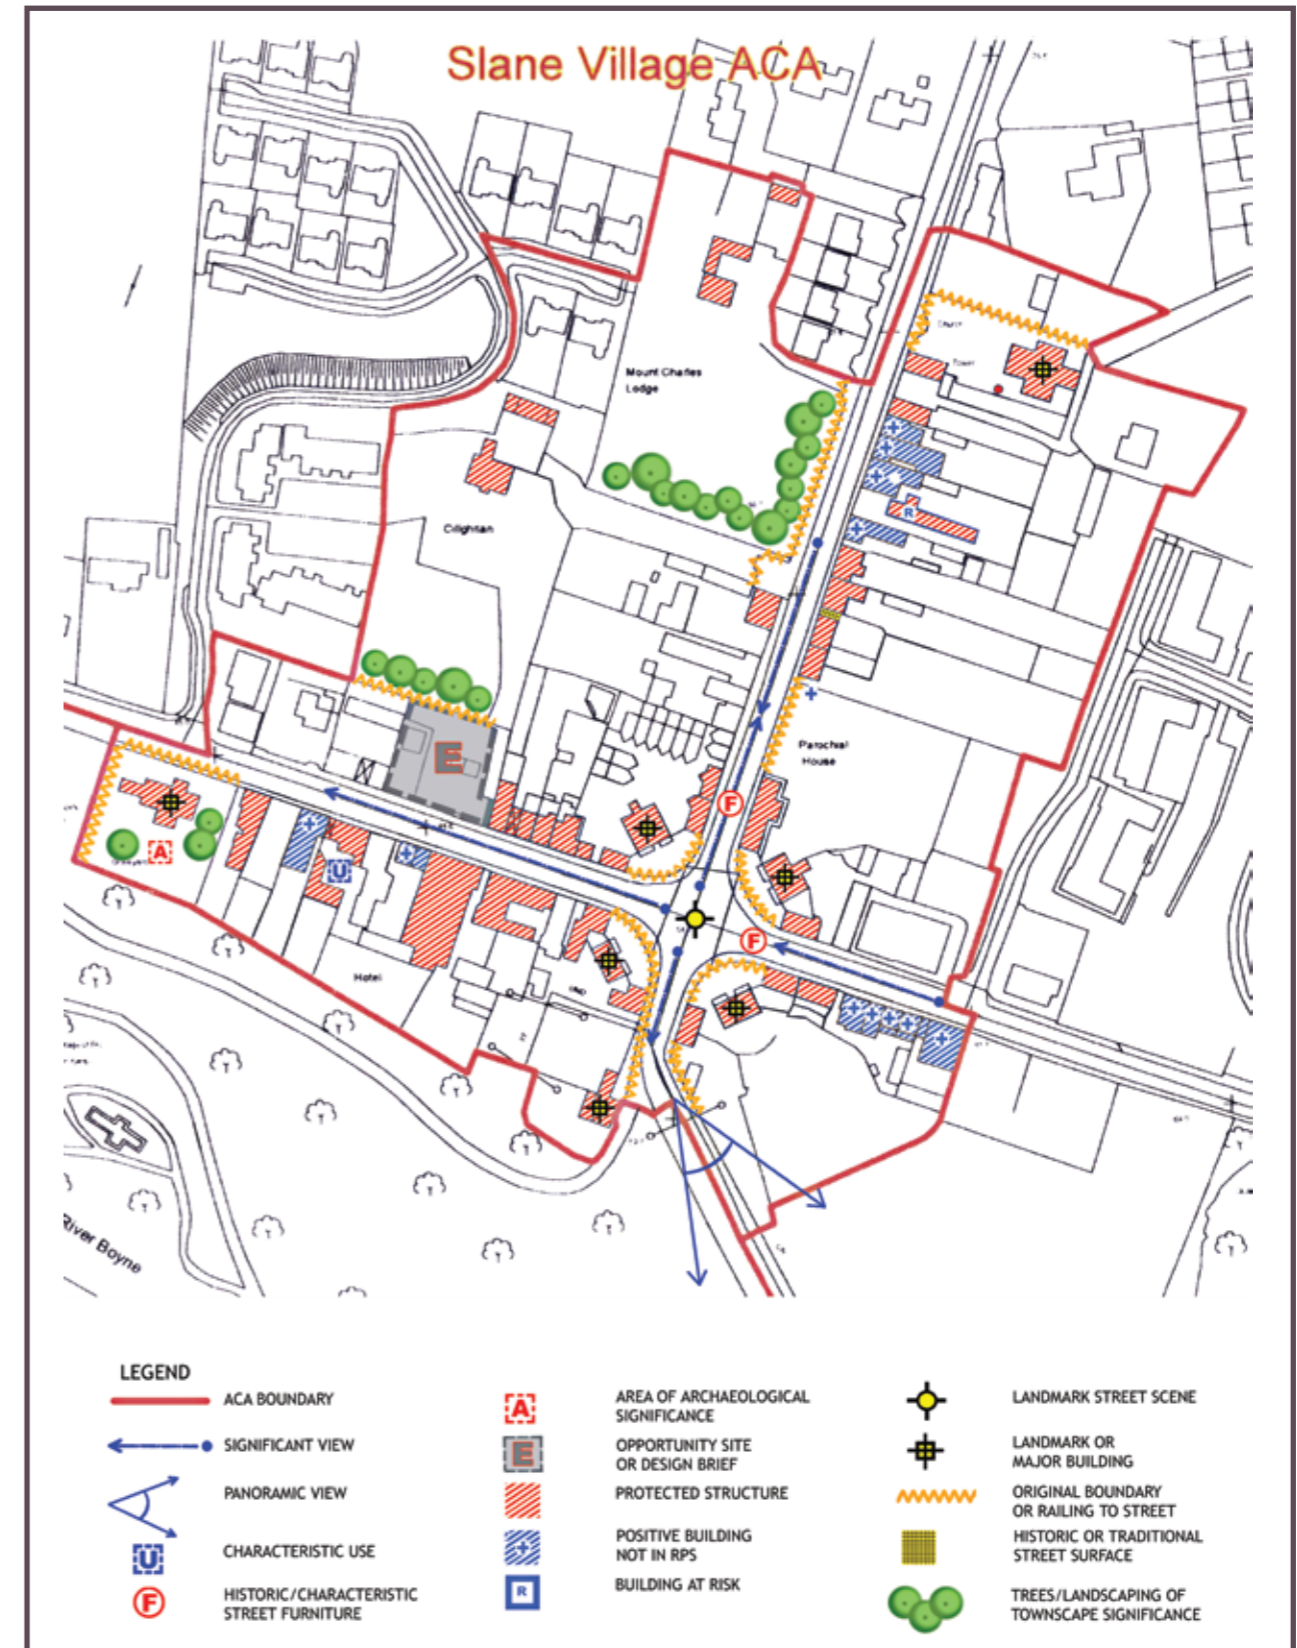 Slane Village ACA
Mount Charles
Lodge
Tower
R
E
Parochial
House
F
A
U
F
Hotel
River Boyne
LEGEND
ACA BOUNDARY
SIGNIFICANT VIEW
PANORAMIC VIEW
U CHARACTERISTIC USE
F HISTORIC/CHARACTERISTIC
STREET FURNITURE
A AREA OF ARCHAEOLOGICAL
SIGNIFICANCE
E OPPORTUNITY SITE
OR DESIGN BRIEF
PROTECTED STRUCTURE
POSITIVE BUILDING
NOT IN RPS
R BUILDING AT RISK
LANDMARK STREET SCENE
LANDMARK OR
MAJOR BUILDING
ORIGINAL BOUNDARY
OR RAILING TO STREET
HISTORIC OR TRADITIONAL
STREET SURFACE
TREES/LANDSCAPING OF
TOWNSCAPE SIGNIFICANCE